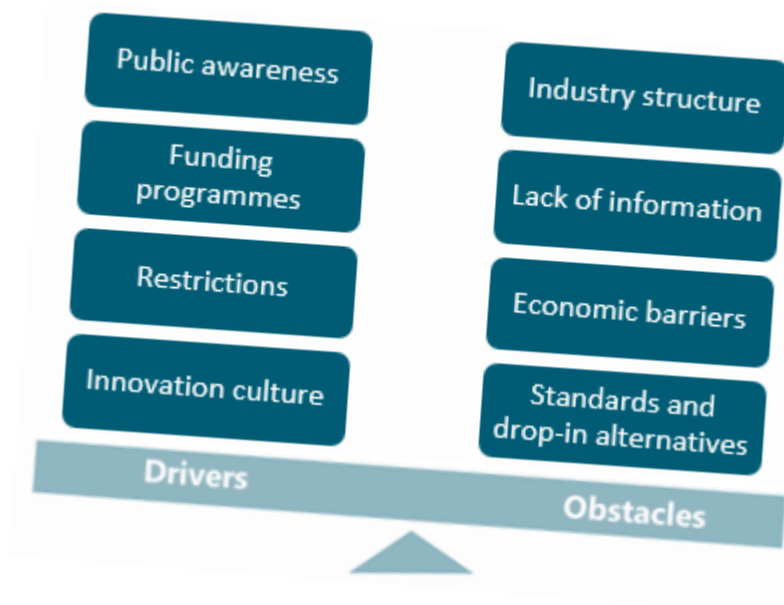 Public awareness
Funding
programmes
Restrictions
Innovation culture
Drivers
Industry structure
Lack of information
Economic barriers
Standards and
drop-in alternatives
Obstacles